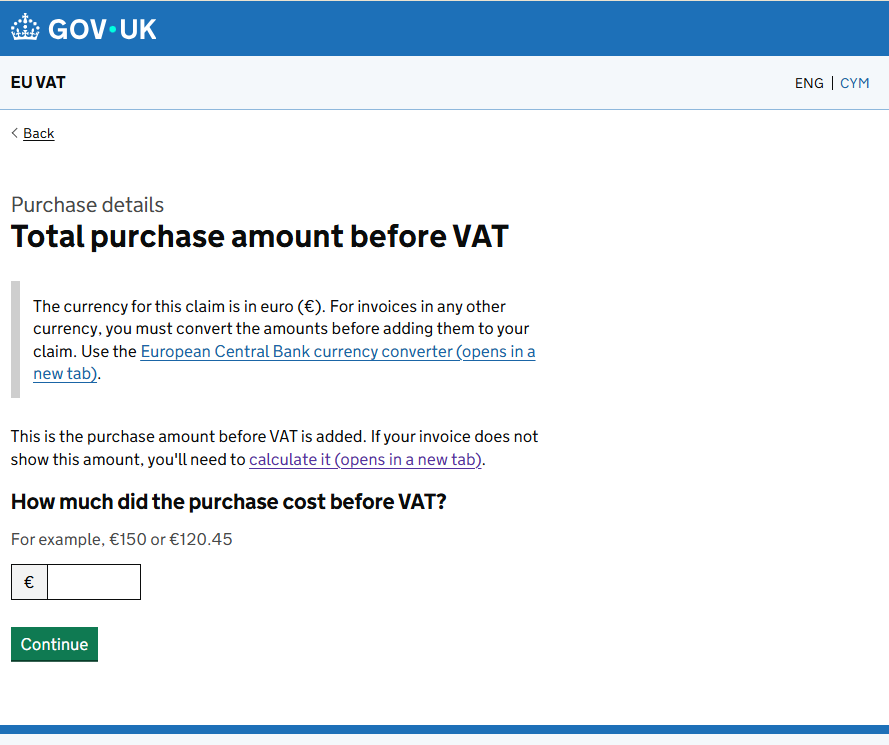 GOV•UK
EU VAT
ENG | CYM
< Back
Purchase details
Total purchase amount before VAT
The currency for this claim is in euro (€). For invoices in any other
currency, you must convert the amounts before adding them to your
claim. Use the European Central Bank currency converter (opens in a
new tab).
This is the purchase amount before VAT is added. If your invoice does not
show this amount, you'll need to calculate it (opens in a new tab).
How much did the purchase cost before VAT?
For example, €150 or €120.45
€
Continue